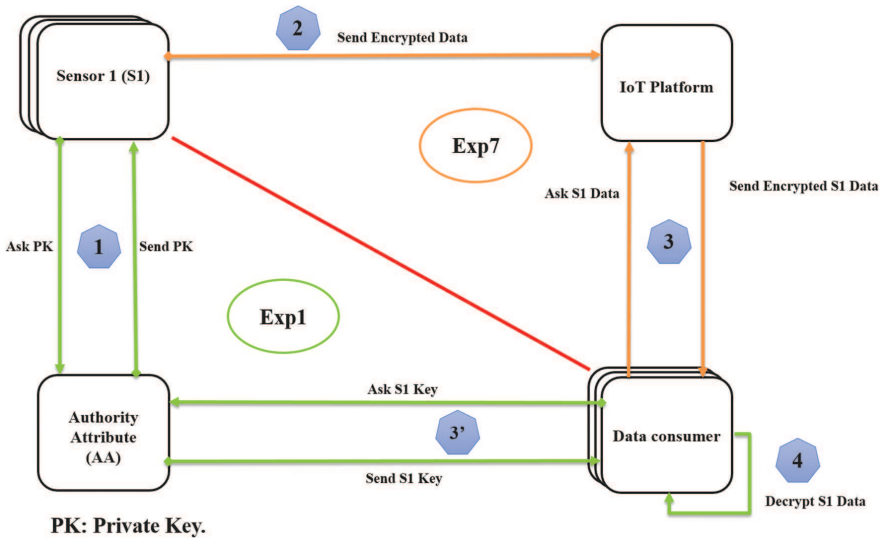 2
Send Encrypted Data
Sensor 1 (S1)
IoT Platform
Exp7
Ask S1 Data
Send Encrypted S1 Data
Ask PK
1
Send PK
3
Exp1
Authority
Attribute
(AA)
Ask S1 Key
3’
Send S1 Key
Data consumer
4
Decrypt S1 Data
PK: Private Key.